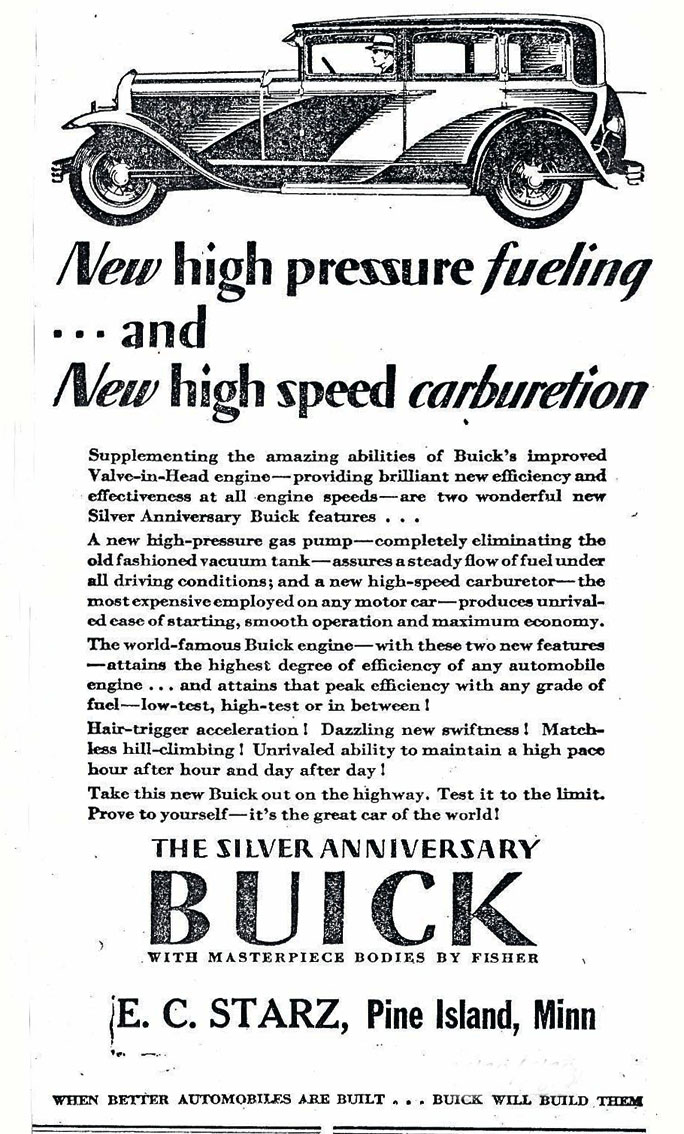 New high pressure fueling
... and
New high speed carburetion
Supplementing the amazing abilities of Buick's improved
Valve-in-Head engine—providing brilliant new efficiency and
effectiveness at all engine speeds—are two wonderful new
Silver Anniversary Buick features . . .
A new high-pressure gas pump—completely eliminating the
old fashioned vacuum tank—assures a steady flow of fuel under
all driving conditions; and a new high-speed carburetor—the
most expensive employed on any motor car—produces unrival-
ed ease of starting, smooth operation and maximum economy.
The world-famous Buick engine—with these two new features
—attains the highest degree of efficiency of any automobile
engine . . . and attains that peak efficiency with any grade of
fuel—low-test, high-test or in between!
Hair-trigger acceleration! Dazzling new swiftness! Match-
less hill-climbing! Unrivaled ability to maintain a high pace
hour after hour and day after day!
Take this new Buick out on the highway. Test it to the limit.
Prove to yourself—it's the great car of the world!
THE SILVER ANNIVERSARY
BUICK
WITH MASTERPIECE BODIES BY FISHER
E. C. STARZ, Pine Island, Minn
WHEN BETTER AUTOMOBILES ARE BUILT . . . BUICK WILL BUILD THEM